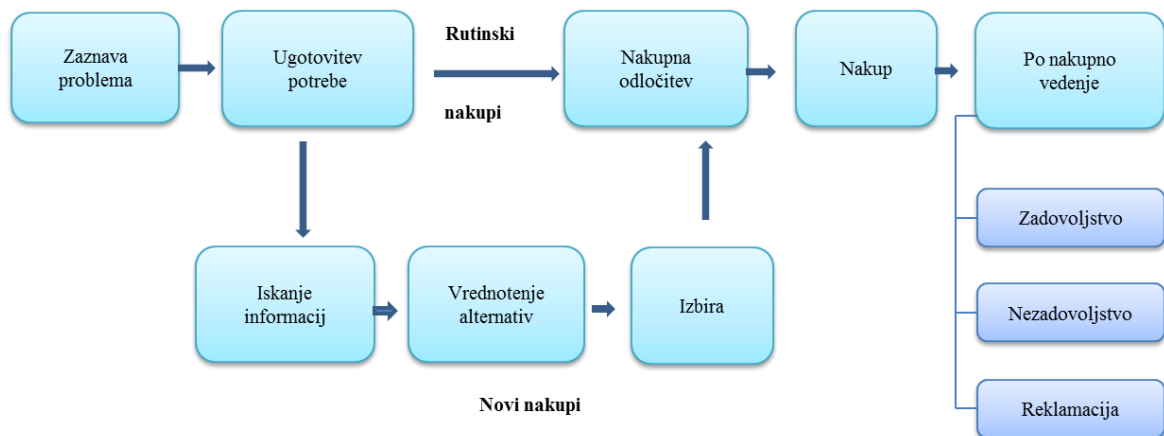 Zaznava
problema
Ugotovitev
potrebe
Rutinski
nakupi
Nakupna
odločitev
Nakup
Po nakupno
vedenje
Iskanje
informacij
Vrednotenje
alternativ
Izbira
Novi nakupi
Zadovoljstvo
Nezadovoljstvo
Reklamacija